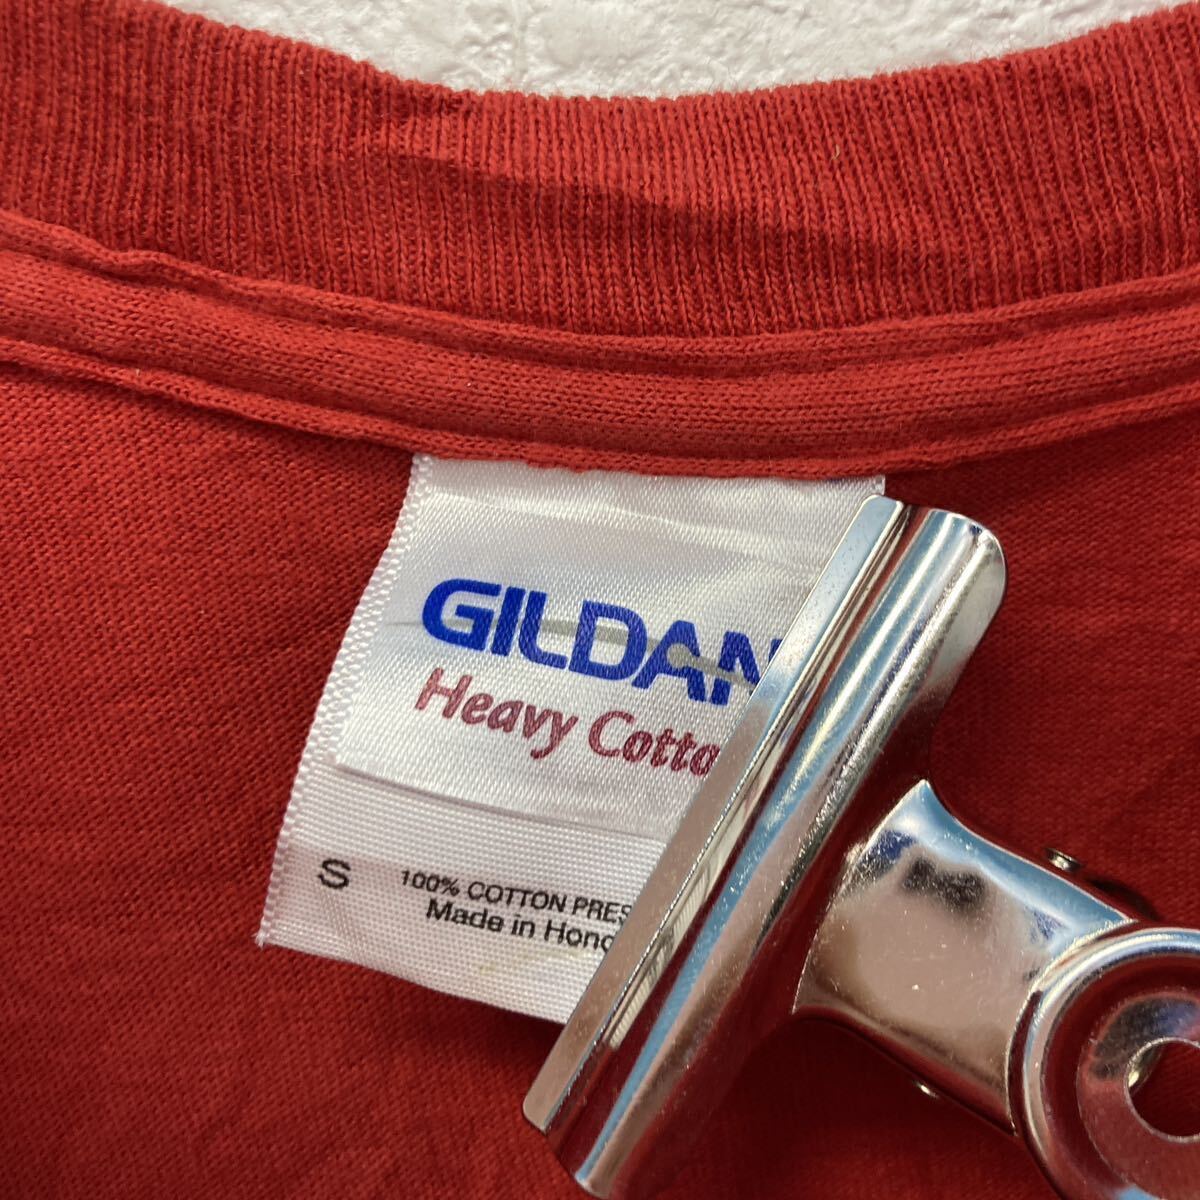 GILDAN
Heavy Cotto
S
100% COTTON PRES
Made in Hond